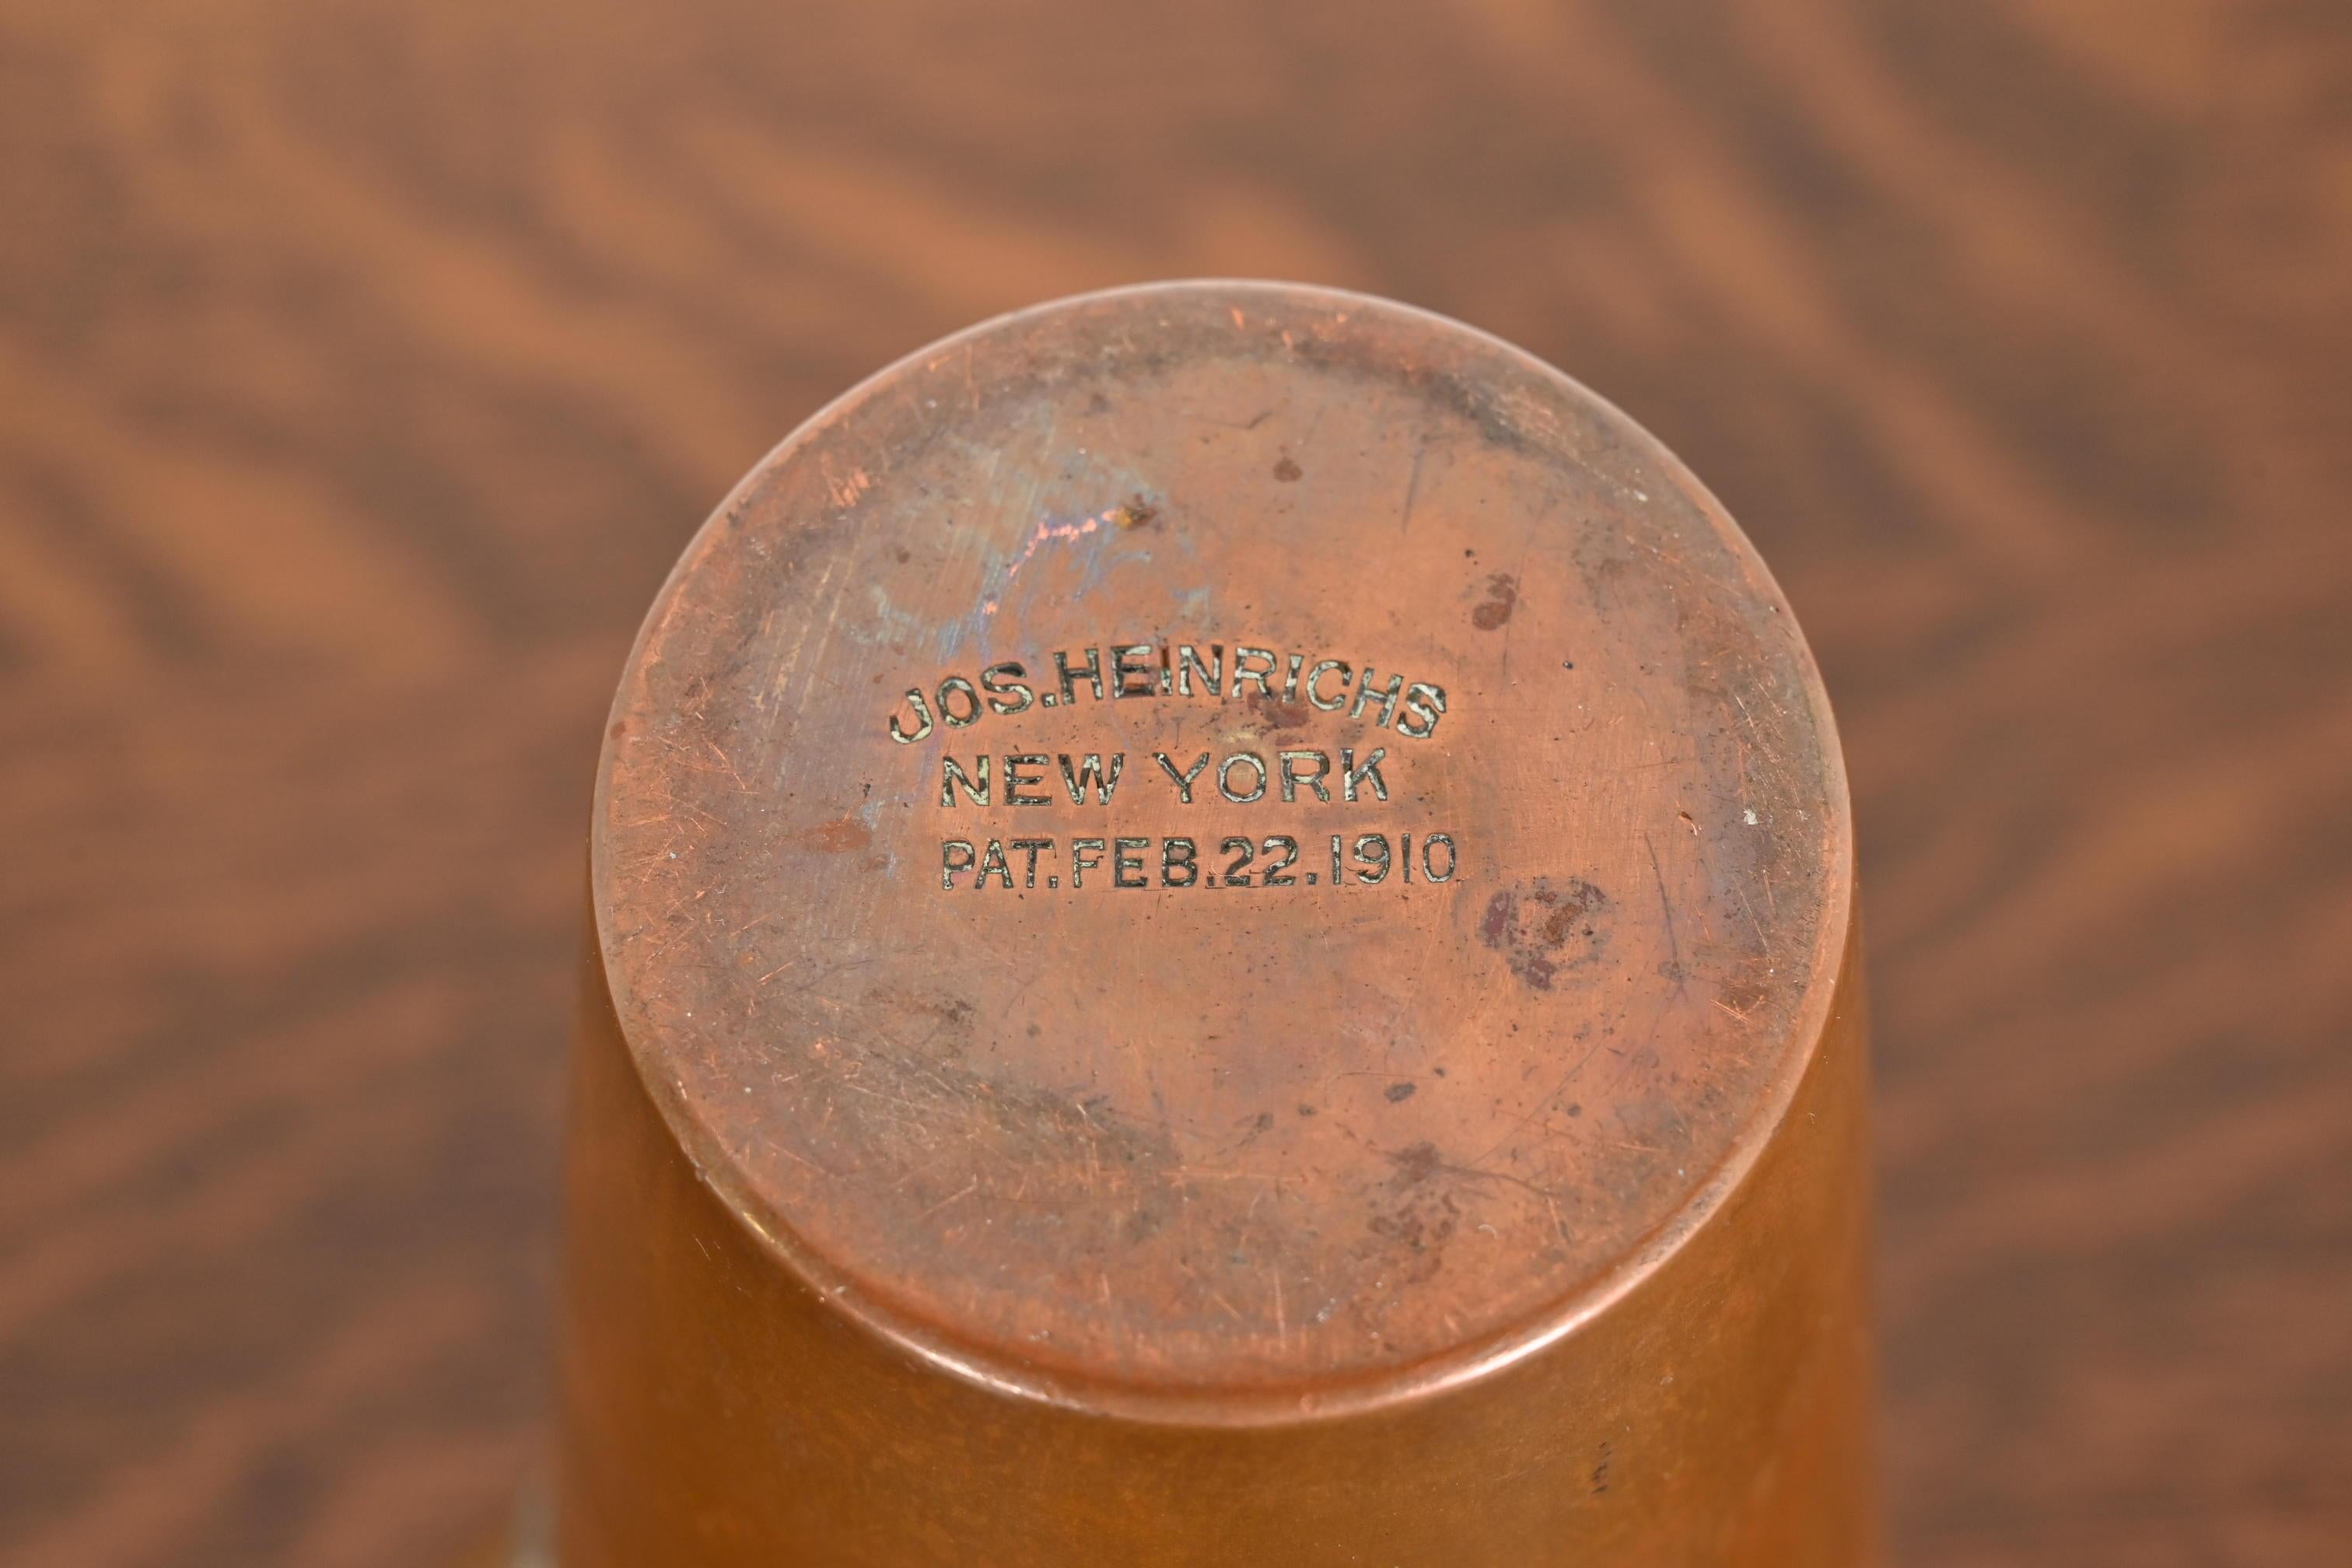 JOS. HEINRICHS
NEW YORK
PAT. FEB. 22. 1910